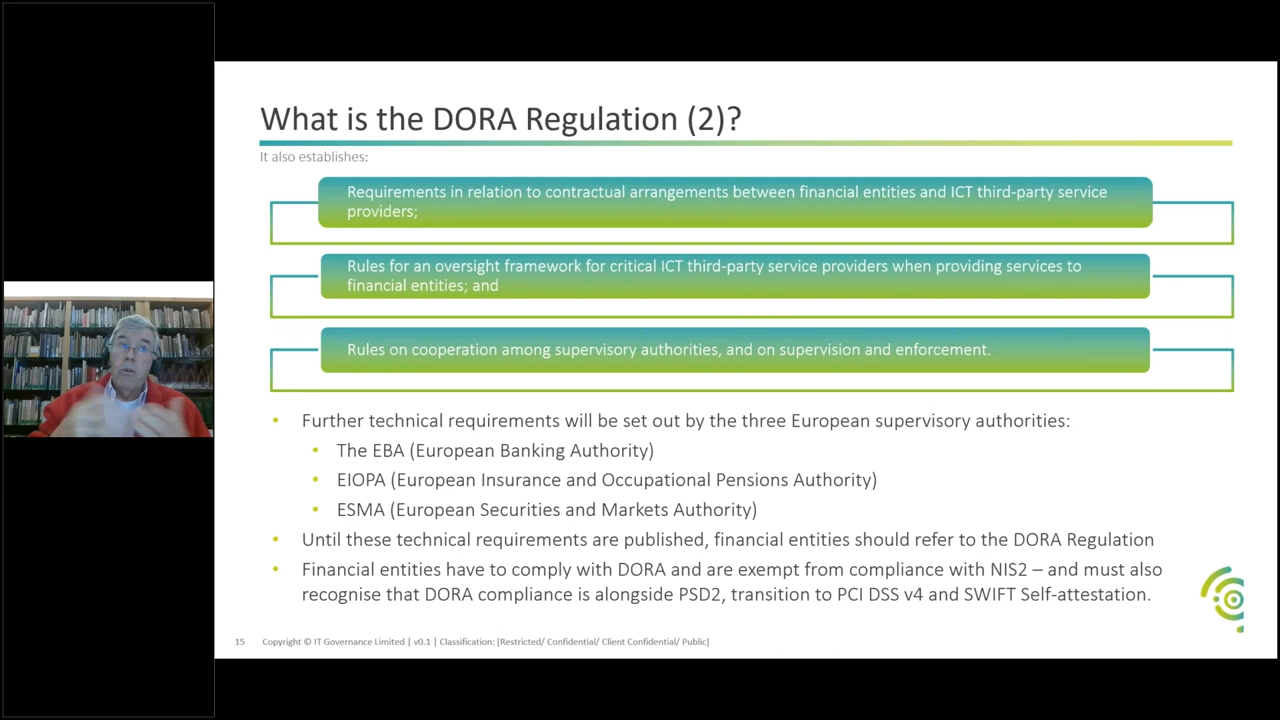 What is the DORA Regulation (2)?
It also establishes:
Requirements in relation to contractual arrangements between financial entities and ICT third-party service
providers;
Rules for an oversight framework for critical ICT third-party service providers when providing services to
financial entities; and
Rules on cooperation among supervisory authorities, and on supervision and enforcement.
• Further technical requirements will be set out by the three European supervisory authorities:
• The EBA (European Banking Authority)
• EIOPA (European Insurance and Occupational Pensions Authority)
• ESMA (European Securities and Markets Authority)
• Until these technical requirements are published, financial entities should refer to the DORA Regulation
• Financial entities have to comply with DORA and are exempt from compliance with NIS2 – and must also
recognise that DORA compliance is alongside PSD2, transition to PCI DSS v4 and SWIFT Self-attestation.
15 Copyright © IT Governance Limited | v0.1 | Classification: [Restricted/ Confidential/ Client Confidential/ Public]